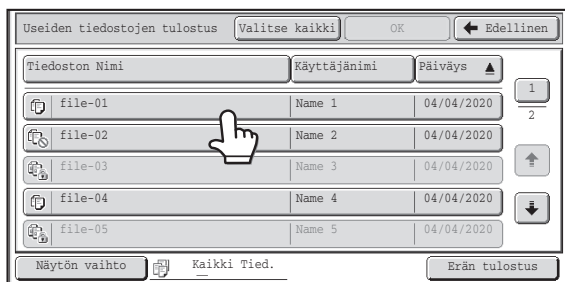 Useiden tiedostojen tulostus Valitse kaikki OK Edellinen
Tiedoston Nimi Käyttäjänimi Päiväys
1
2
file-01 Name 1 04/04/2020
file-02 Name 2 04/04/2020
file-03 Name 3 04/04/2020
file-04 Name 4 04/04/2020
file-05 Name 5 04/04/2020
Näytön vaihto Kaikki Tied. Erän tulostus